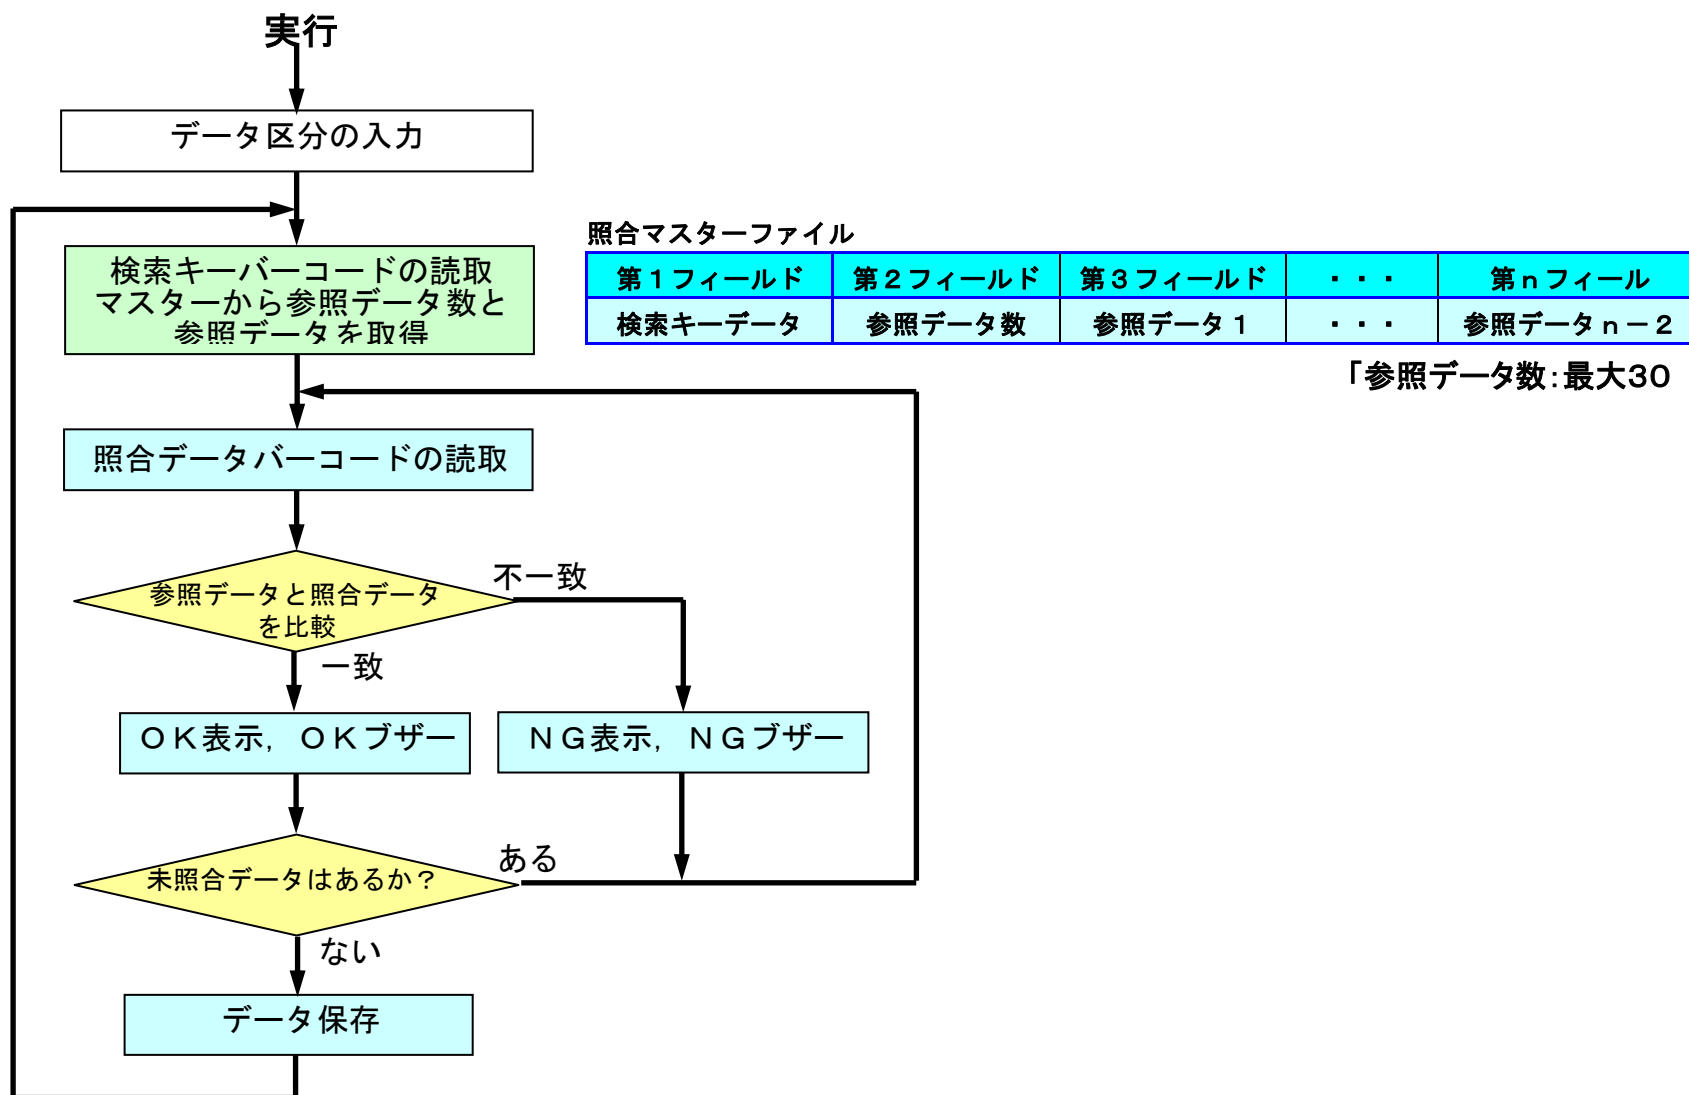 実行
データ区分の入力
検索キーバーコードの読取
マスターから参照データ数と
参照データを取得
照合マスターファイル
第１フィールド 第２フィールド 第３フィールド ・・・ 第ｎフィール
検索キーデータ 参照データ数 参照データ１ ・・・ 参照データｎ－２
「参照データ数：最大30
照合データバーコードの読取
参照データと照合データ
を比較
不一致
一致
ＯＫ表示，ＯＫブザー
ＮＧ表示，ＮＧブザー
未照合データはあるか？
ある
ない
データ保存